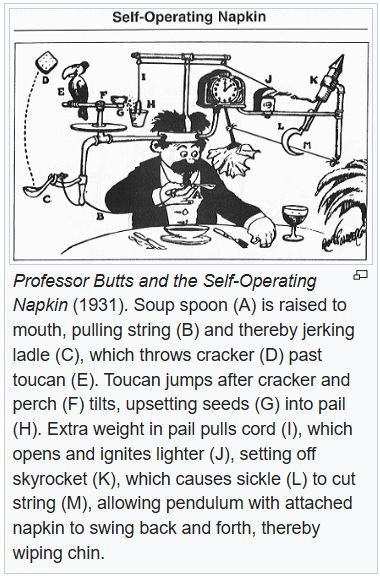 Self-Operating Napkin
D
I
J
K
E
F
G
H
L
M
A
C
B
Professor Butts and the Self-Operating
Napkin (1931). Soup spoon (A) is raised to
mouth, pulling string (B) and thereby jerking
ladle (C), which throws cracker (D) past
toucan (E). Toucan jumps after cracker and
perch (F) tilts, upsetting seeds (G) into pail
(H). Extra weight in pail pulls cord (I), which
opens and ignites lighter (J), setting off
skyrocket (K), which causes sickle (L) to cut
string (M), allowing pendulum with attached
napkin to swing back and forth, thereby
wiping chin.